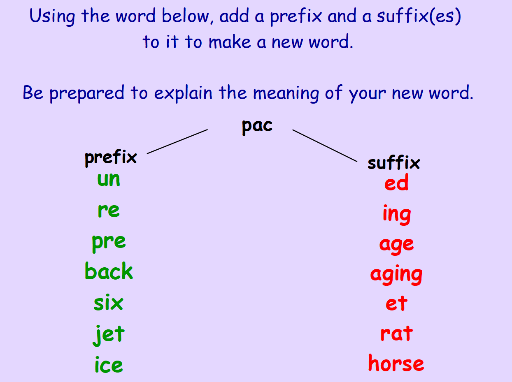 Using the word below, add a prefix and a suffix(es)
to it to make a new word.
Be prepared to explain the meaning of your new word.
pac
prefix
suffix
un
ed
re
ing
pre
age
back
aging
six
et
jet
rat
ice
horse